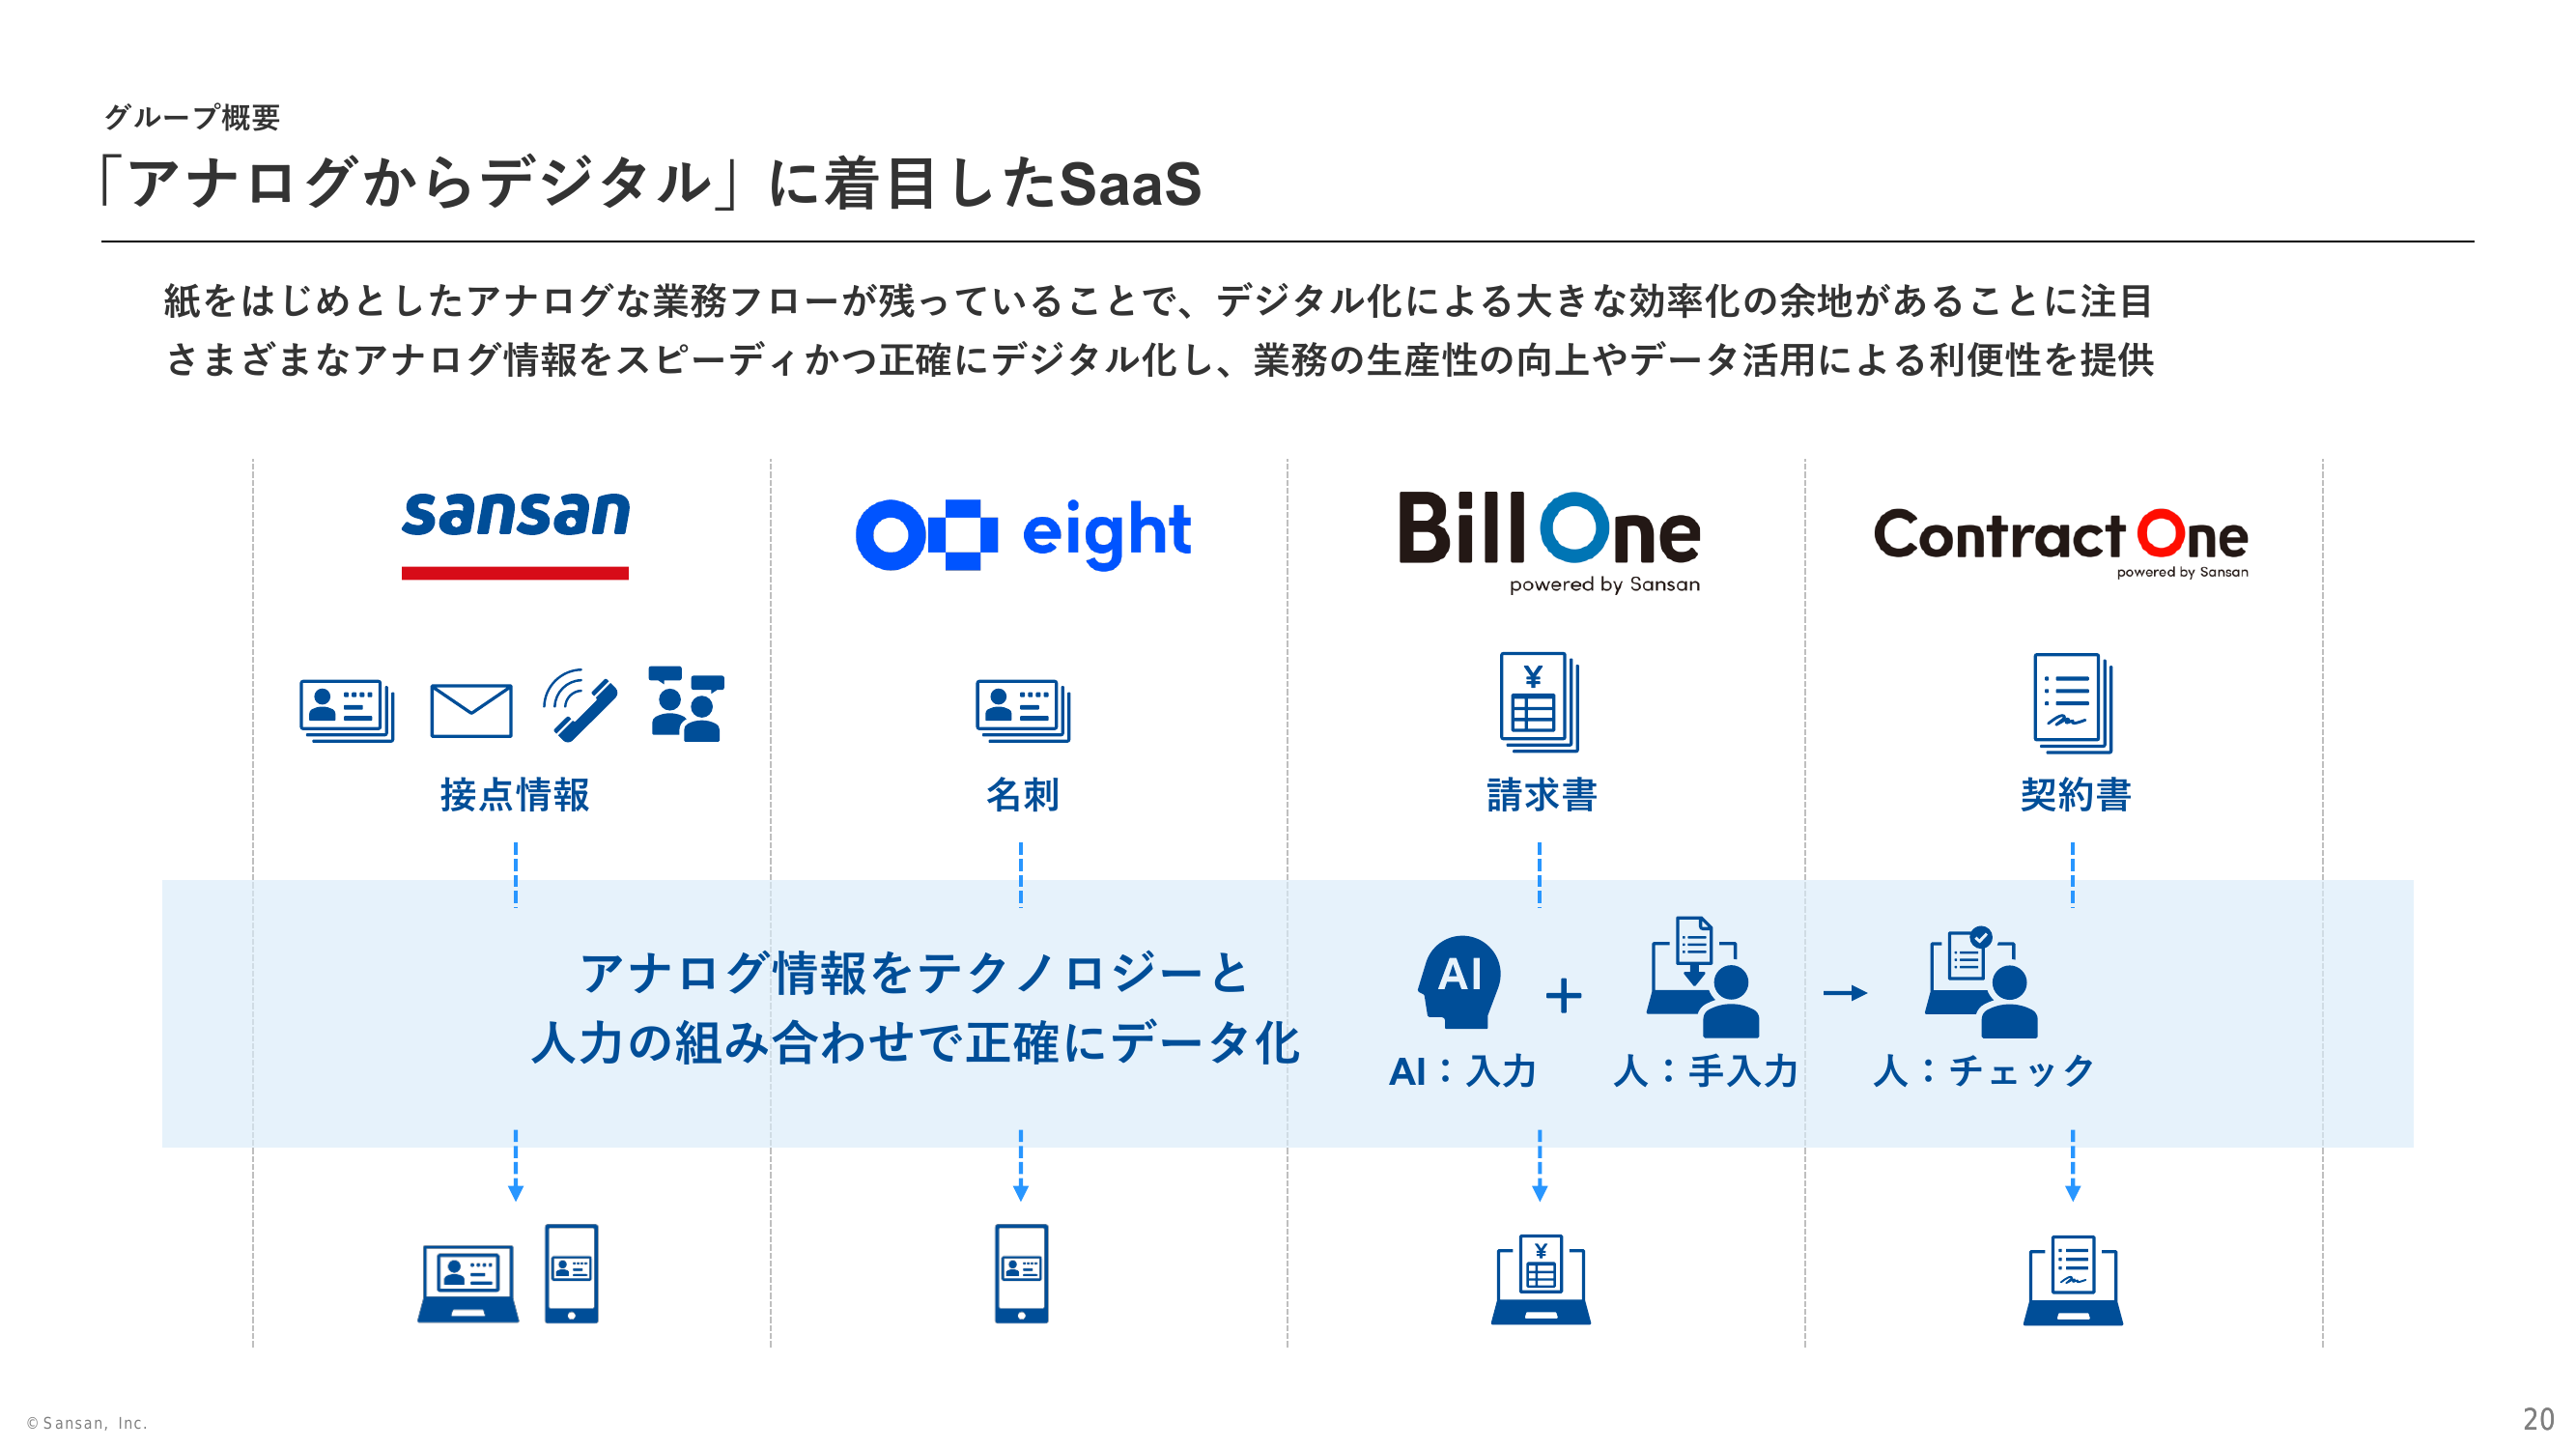 グループ概要
「アナログからデジタル」に着目したSaaS
紙をはじめとしたアナログな業務フローが残っていることで、デジタル化による大きな効率化の余地があることに注目
さまざまなアナログ情報をスピーディかつ正確にデジタル化し、業務の生産性の向上やデータ活用による利便性を提供
sansan
eight
Bill One
powered by Sansan
Contract One
powered by Sansan
¥
接点情報
名刺
請求書
契約書
アナログ情報をテクノロジーと
人力の組み合わせで正確にデータ化
AI
+
AI：入力
人：手入力
人：チェック
¥
© Sansan, Inc.
20